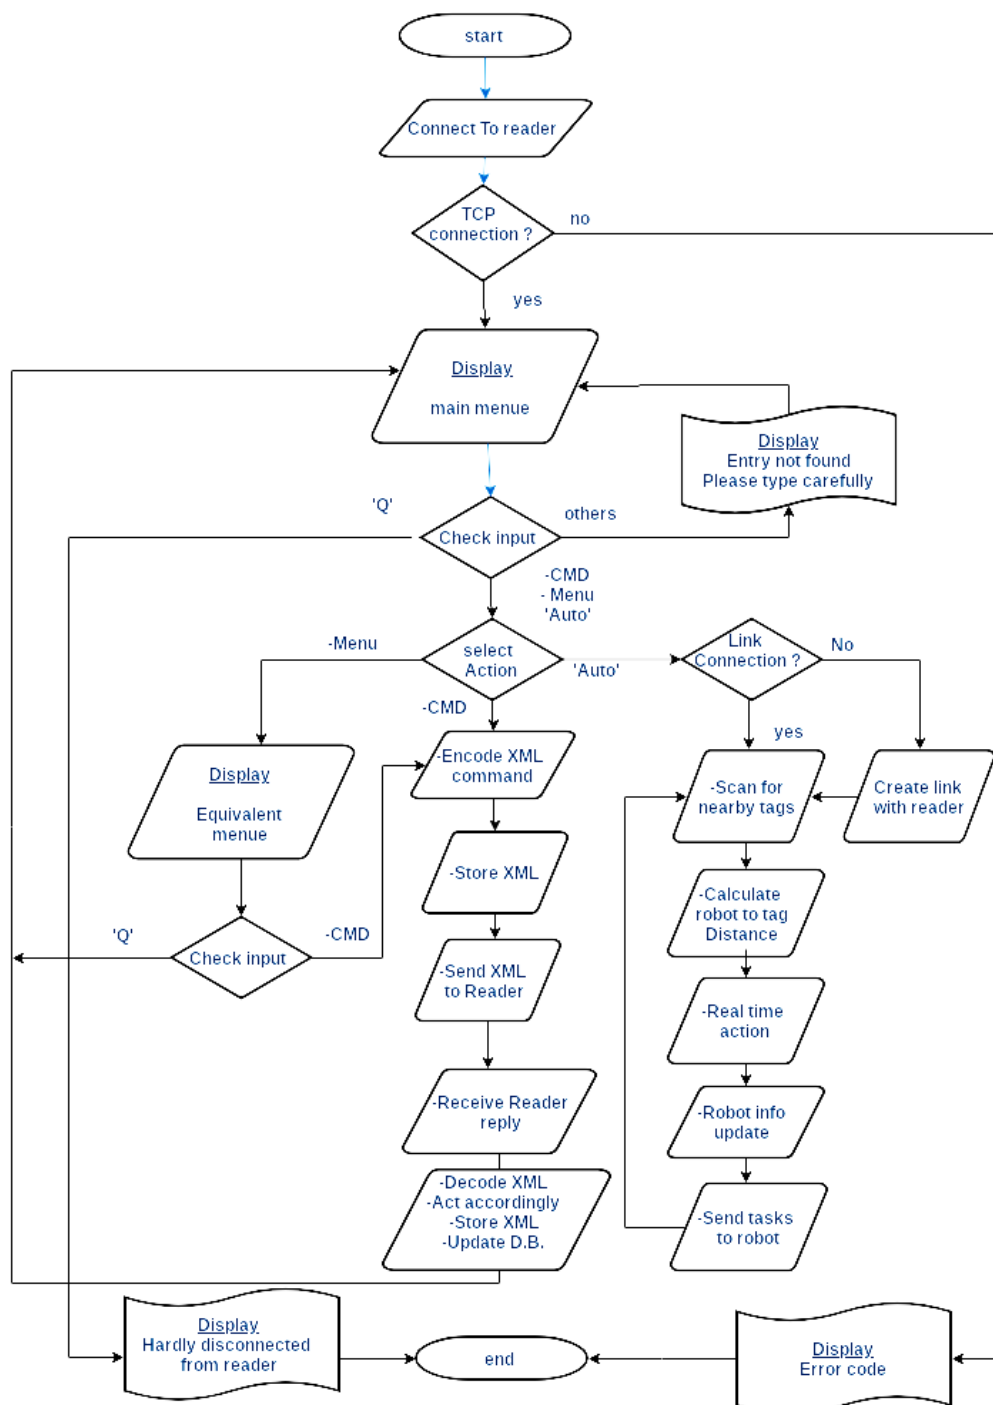 start
Connect To reader
TCP
connection ?
no
yes
Display
main menue
Display
Entry not found
Please type carefully
'Q'
others
Check input
-CMD
- Menu
'Auto'
-Menu
select
Action
'Auto'
Link
Connection ?
No
-CMD
yes
Display
Equivalent
menue
-Encode XML
command
-Scan for
nearby tags
Create link
with reader
-Store XML
-Calculate
robot to tag
Distance
'Q'
Check input
-CMD
-Send XML
to Reader
-Real time
action
-Receive Reader
reply
-Robot info
update
-Decode XML
-Act accordingly
-Store XML
-Update D.B.
-Send tasks
to robot
Display
Hardly disconnected
from reader
end
Display
Error code